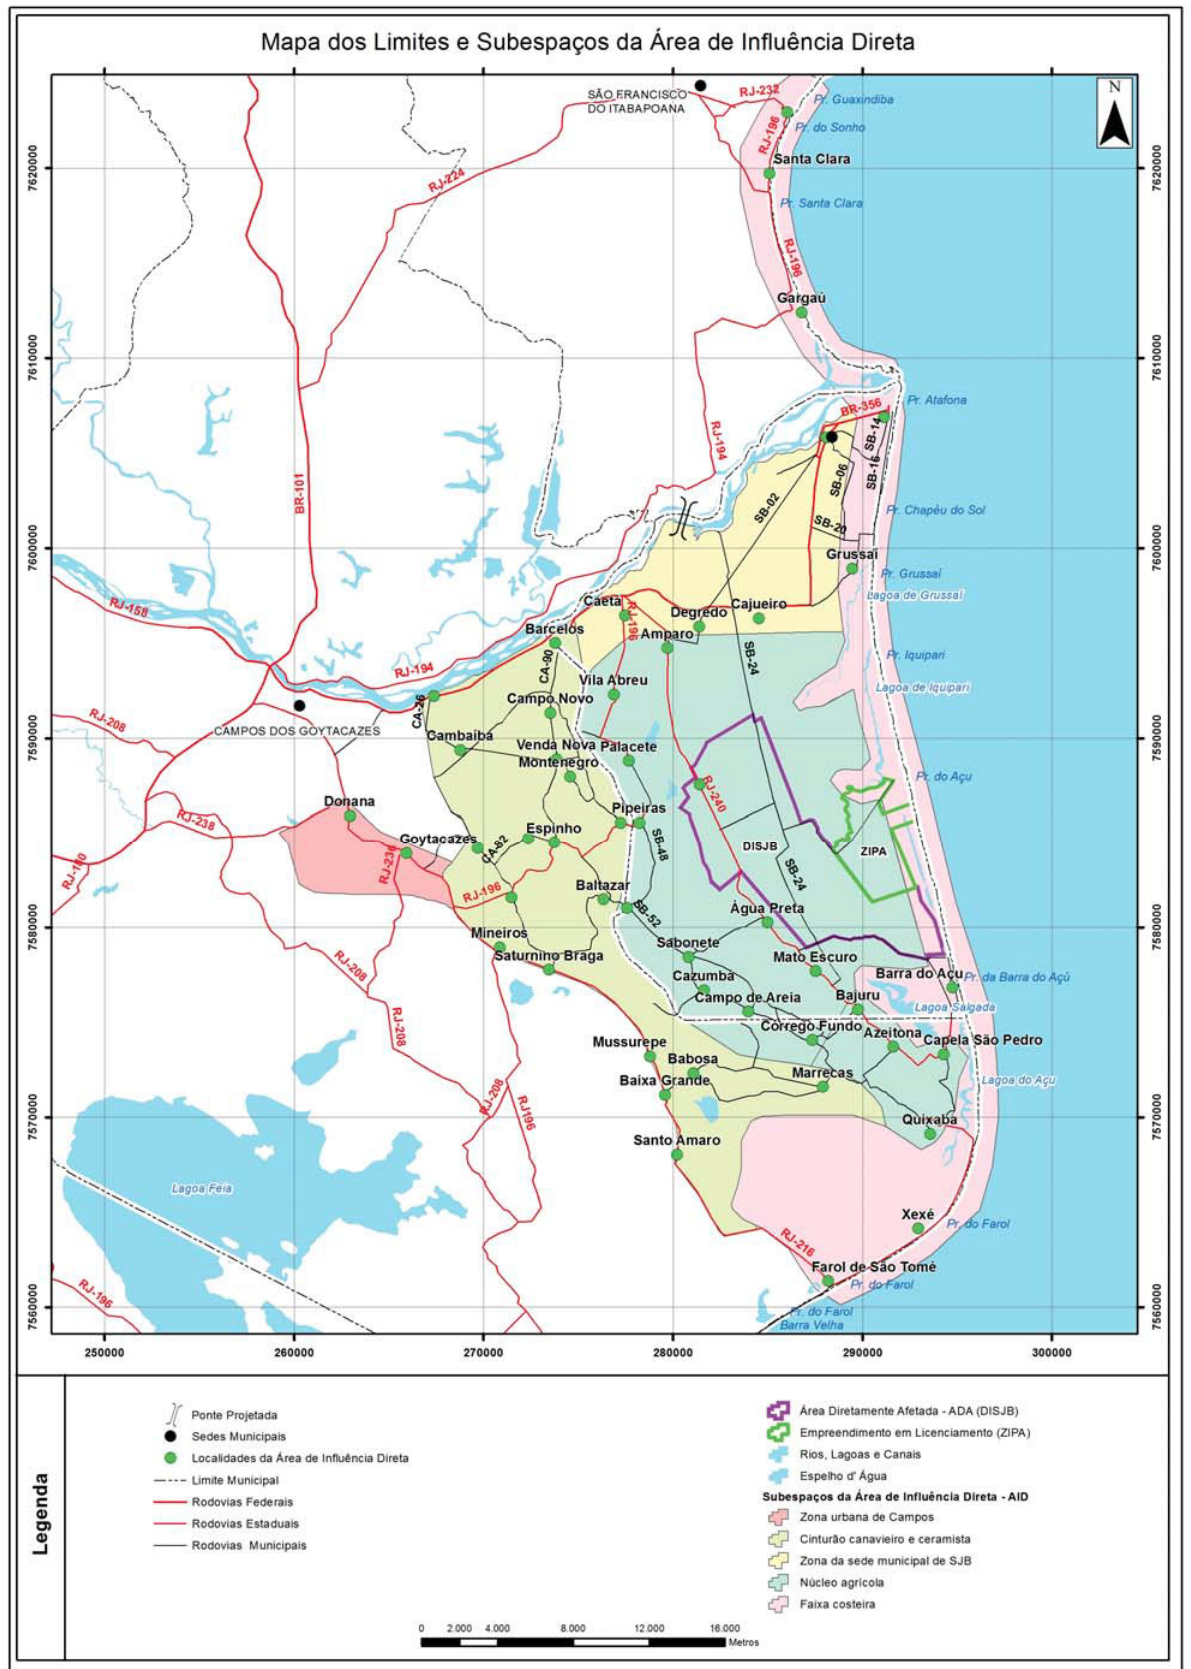 Mapa dos Limites e Subespaços da Área de Influência Direta
N
SÃO FRANCISCO
DO ITABAPOANA
RJ-232
Pr. Guaxindiba
Pr. do Sonho
RJ-196
Santa Clara
7620000
7620000
RJ-224
Pr. Santa Clara
RJ-196
Gargaú
7610000
7610000
BR-356
Pr. Atafona
RJ-194
SB-14
SB-16
SB-06
BR-101
SB-02
Pr. Chapéu do Sol
SB-20
7600000
7600000
Grussaí
Pr. Grussaí
Lagoa de Grussaí
RJ-158
Caeta
RJ-196
Degredo
Cajueiro
Barcelos
Amparo
SB-24
Pr. Iquipari
RJ-194
CA-90
Vila Abreu
Lagoa de Iquipari
CA-26
Campo Novo
RJ-208
CAMPOS DOS GOYTACAZES
Cambaíba
7590000
7590000
Venda Nova
Palacete
Montenegro
Pr. do Açu
RJ-240
Donana
Pipeiras
RJ-238
Goytacazes
Espinho
CA-82
SB-48
DISJB
ZIPA
RJ-180
RJ-236
SB-24
RJ-196
Baltazar
SB-52
Água Preta
7580000
7580000
Mineiros
Sabonete
Saturnino Braga
Mato Escuro
RJ-208
Cazumbá
Barra do Açu
Pr. da Barra do Açú
Campo de Areia
Bajuru
Lagoa Salgada
RJ-208
Córrego Fundo
Azeitona
Mussurepe
Capela São Pedro
Babosa
Baixa Grande
Marrecas
Lagoa do Açu
RJ-208
RJ196
7570000
7570000
Quixaba
Santo Amaro
Lagoa Feia
Xexé
Pr. do Farol
RJ-216
Farol de São Tomé
Pr. do Farol
RJ-196
7560000
7560000
Pr. do Farol
Barra Velha
250000
260000
270000
280000
290000
300000
Legenda
Ponte Projetada
Sedes Municipais
Localidades da Área de Influência Direta
Limite Municipal
Rodovias Federais
Rodovias Estaduais
Rodovias Municipais
Área Diretamente Afetada - ADA (DISJB)
Empreendimento em Licenciamento (ZIPA)
Rios, Lagoas e Canais
Espelho d' Água
Subespaços da Área de Influência Direta - AID
Zona urbana de Campos
Cinturão canavieiro e ceramista
Zona da sede municipal de SJB
Núcleo agrícola
Faixa costeira
0 2.000 4.000 8.000 12.000 16.000
Metros